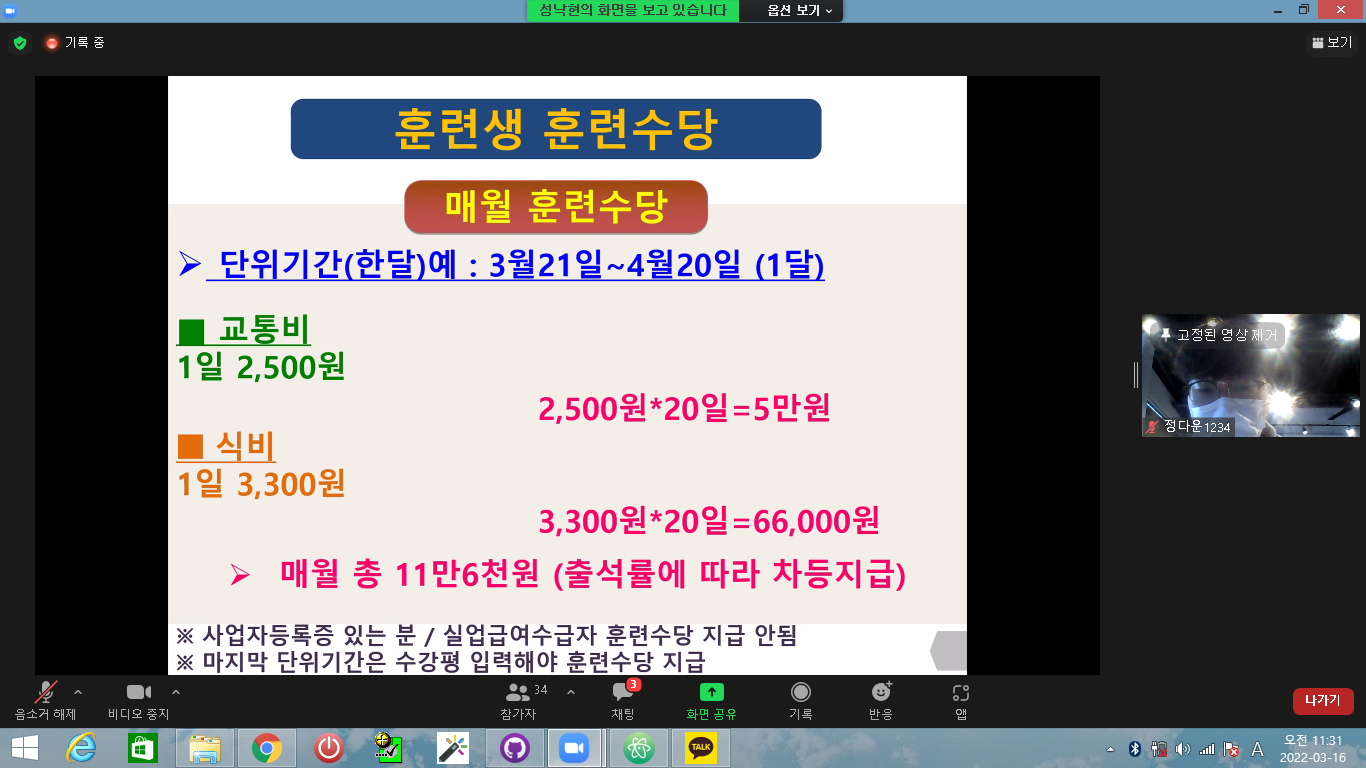 성낙현의 화면을 보고 있습니다
옵션 보기
기록 중
보기
훈련생 훈련수당
매월 훈련수당
단위기간(한달)예 : 3월21일~4월20일 (1달)
■ 교통비
1일 2,500원
2,500원*20일=5만원
■ 식비
1일 3,300원
3,300원*20일=66,000원
매월 총 11만6천원 (출석률에 따라 차등지급)
※ 사업자등록증 있는 분 / 실업급여수급자 훈련수당 지급 안됨
※ 마지막 단위기간은 수강평 입력해야 훈련수당 지급
고정된 영상 제거
정다운1234
음소거 해제
비디오 중지
34
참가자
3
채팅
화면 공유
기록
반응
앱
나가기
TALK
A
오전 11:31
2022-03-16